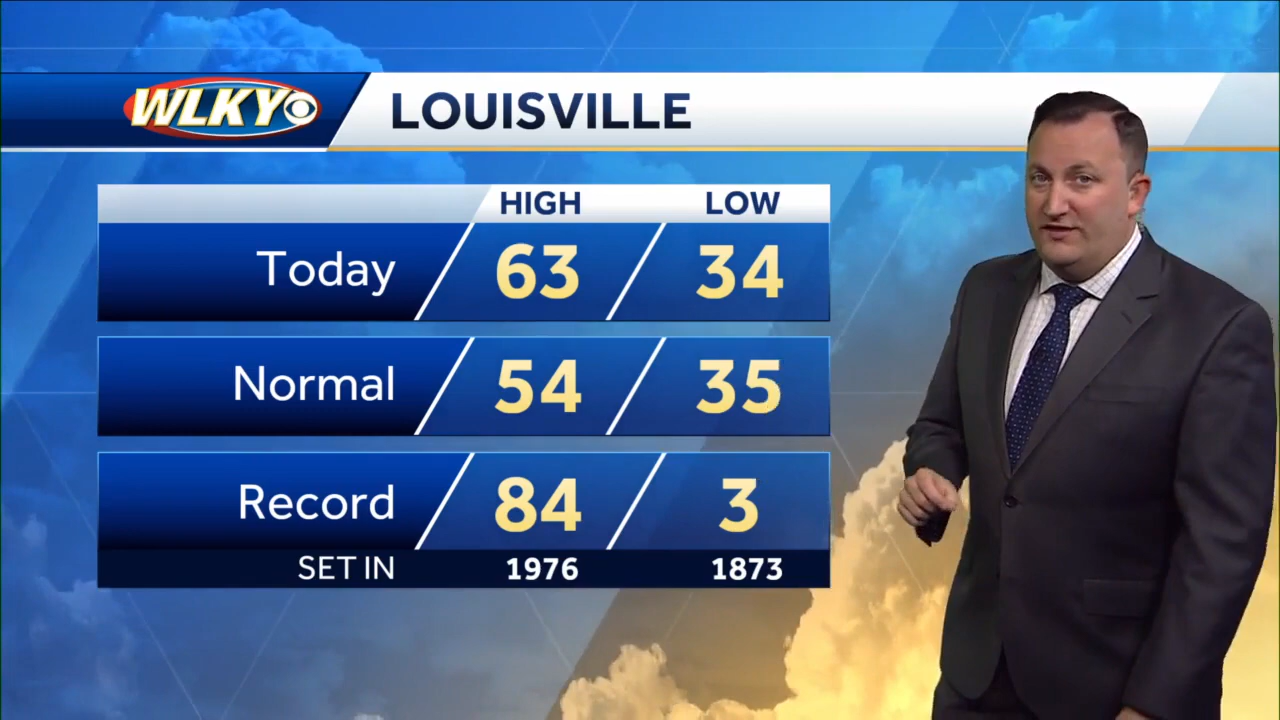 WLKY LOUISVILLE
HIGH LOW
Today 63 34
Normal 54 35
Record 84 3
SET IN 1976 1873